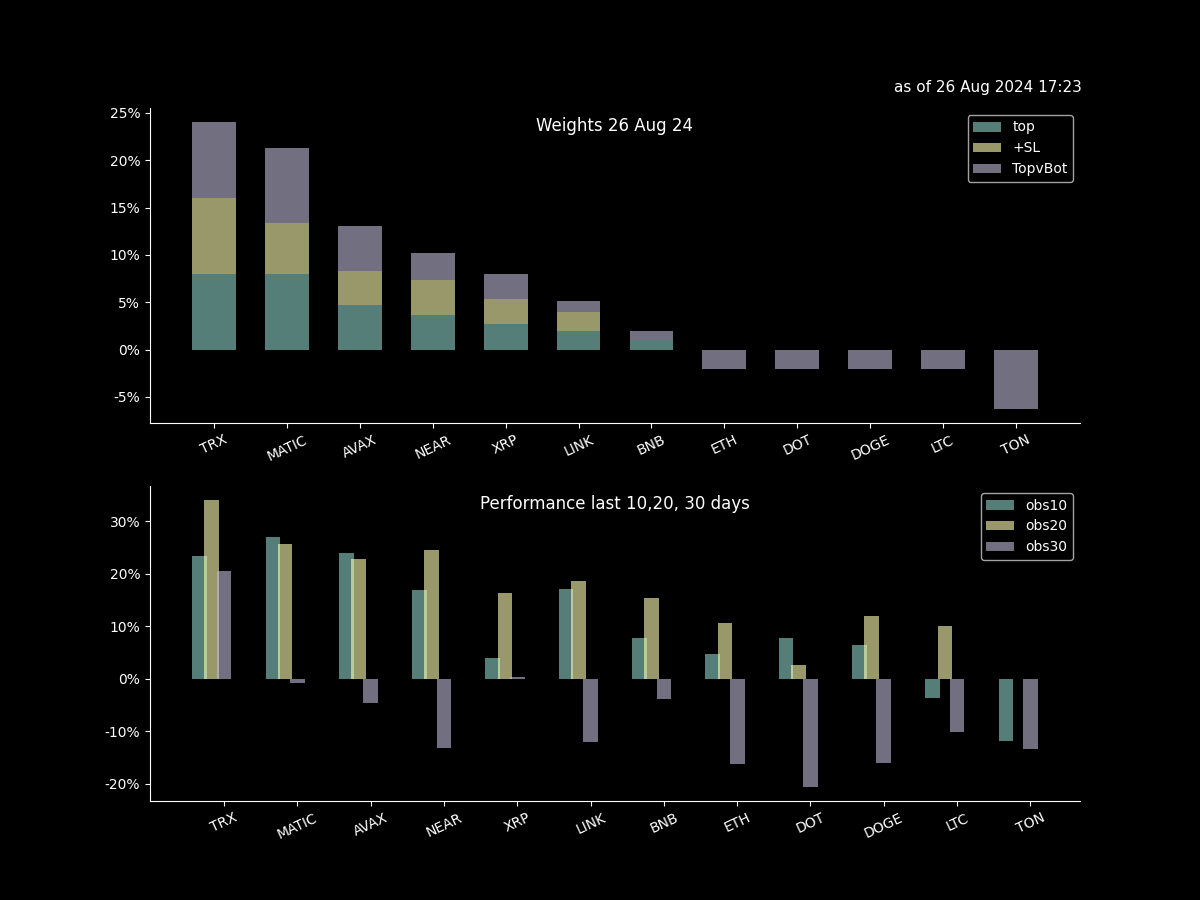 as of 26 Aug 2024 17:23
Weights 26 Aug 24
top
+SL
TopvBot
25%
20%
15%
10%
5%
0%
-5%
TRX MATIC AVAX NEAR XRP LINK BNB ETH DOT DOGE LTC TON
Performance last 10,20, 30 days
obs10
obs20
obs30
30%
20%
10%
0%
-10%
-20%
TRX MATIC AVAX NEAR XRP LINK BNB ETH DOT DOGE LTC TON